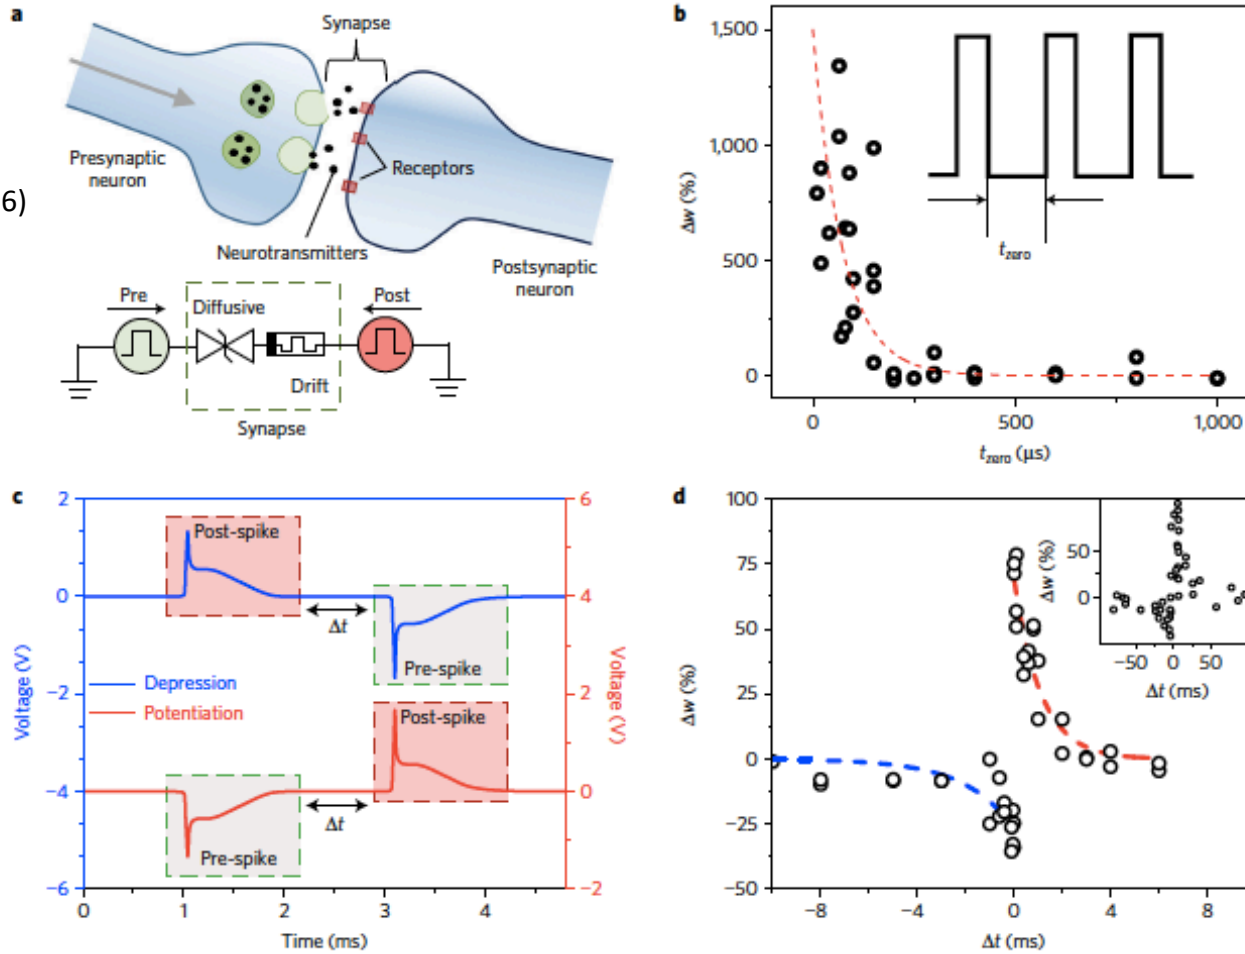 a
Synapse
Presynaptic
neuron
Receptors
6)
Neurotransmitters
Postsynaptic
neuron
Pre
Diffusive
Post
Drift
Synapse
b
1,500
1,000
500
0
Δw (%)
t_zero
0
500
1,000
t_zero (μs)
c
2
0
−2
−4
−6
Voltage (V)
6
4
2
0
−2
Voltage (V)
Post-spike
Δt
Pre-spike
Depression
Potentiation
Post-spike
Δt
Pre-spike
0
1
2
3
4
Time (ms)
d
100
75
50
25
0
−25
−50
Δw (%)
50
0
Δw (%)
−50
0
50
Δt (ms)
−8
−4
0
4
8
Δt (ms)